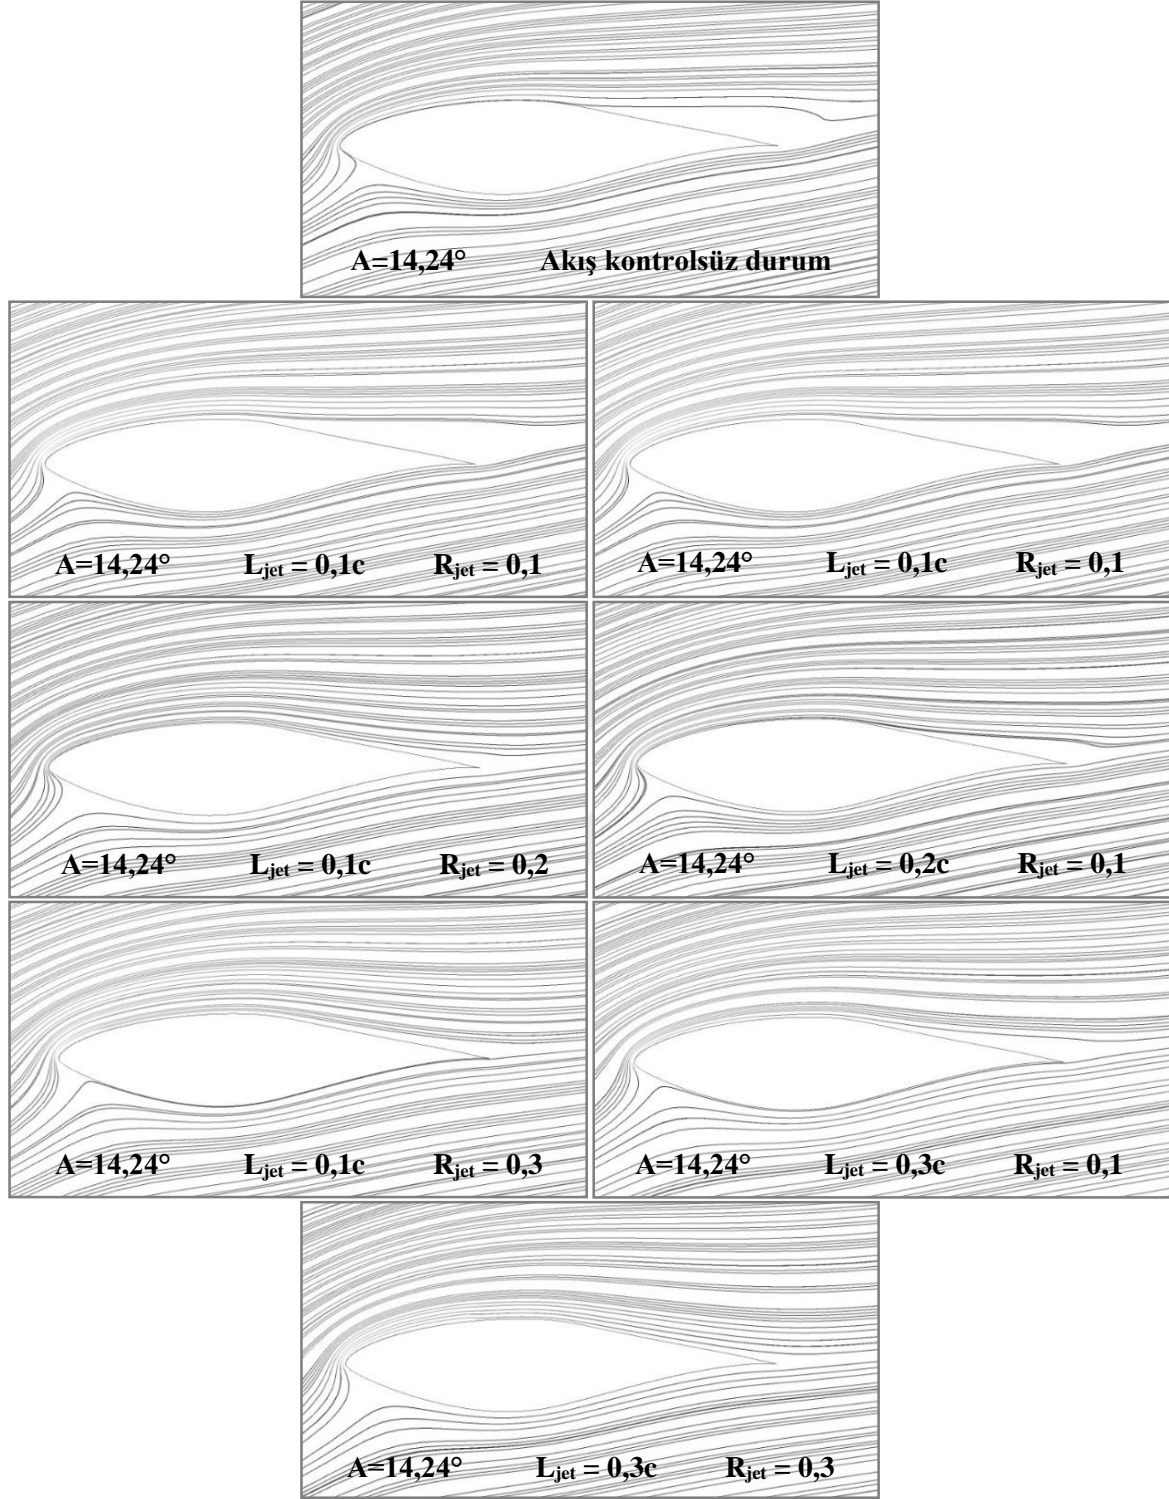 A=14,24° Akış kontrolsüz durum
A=14,24° Ljet = 0,1c Rjet = 0,1
A=14,24° Ljet = 0,1c Rjet = 0,1
A=14,24° Ljet = 0,1c Rjet = 0,2
A=14,24° Ljet = 0,2c Rjet = 0,1
A=14,24° Ljet = 0,1c Rjet = 0,3
A=14,24° Ljet = 0,3c Rjet = 0,1
A=14,24° Ljet = 0,3c Rjet = 0,3